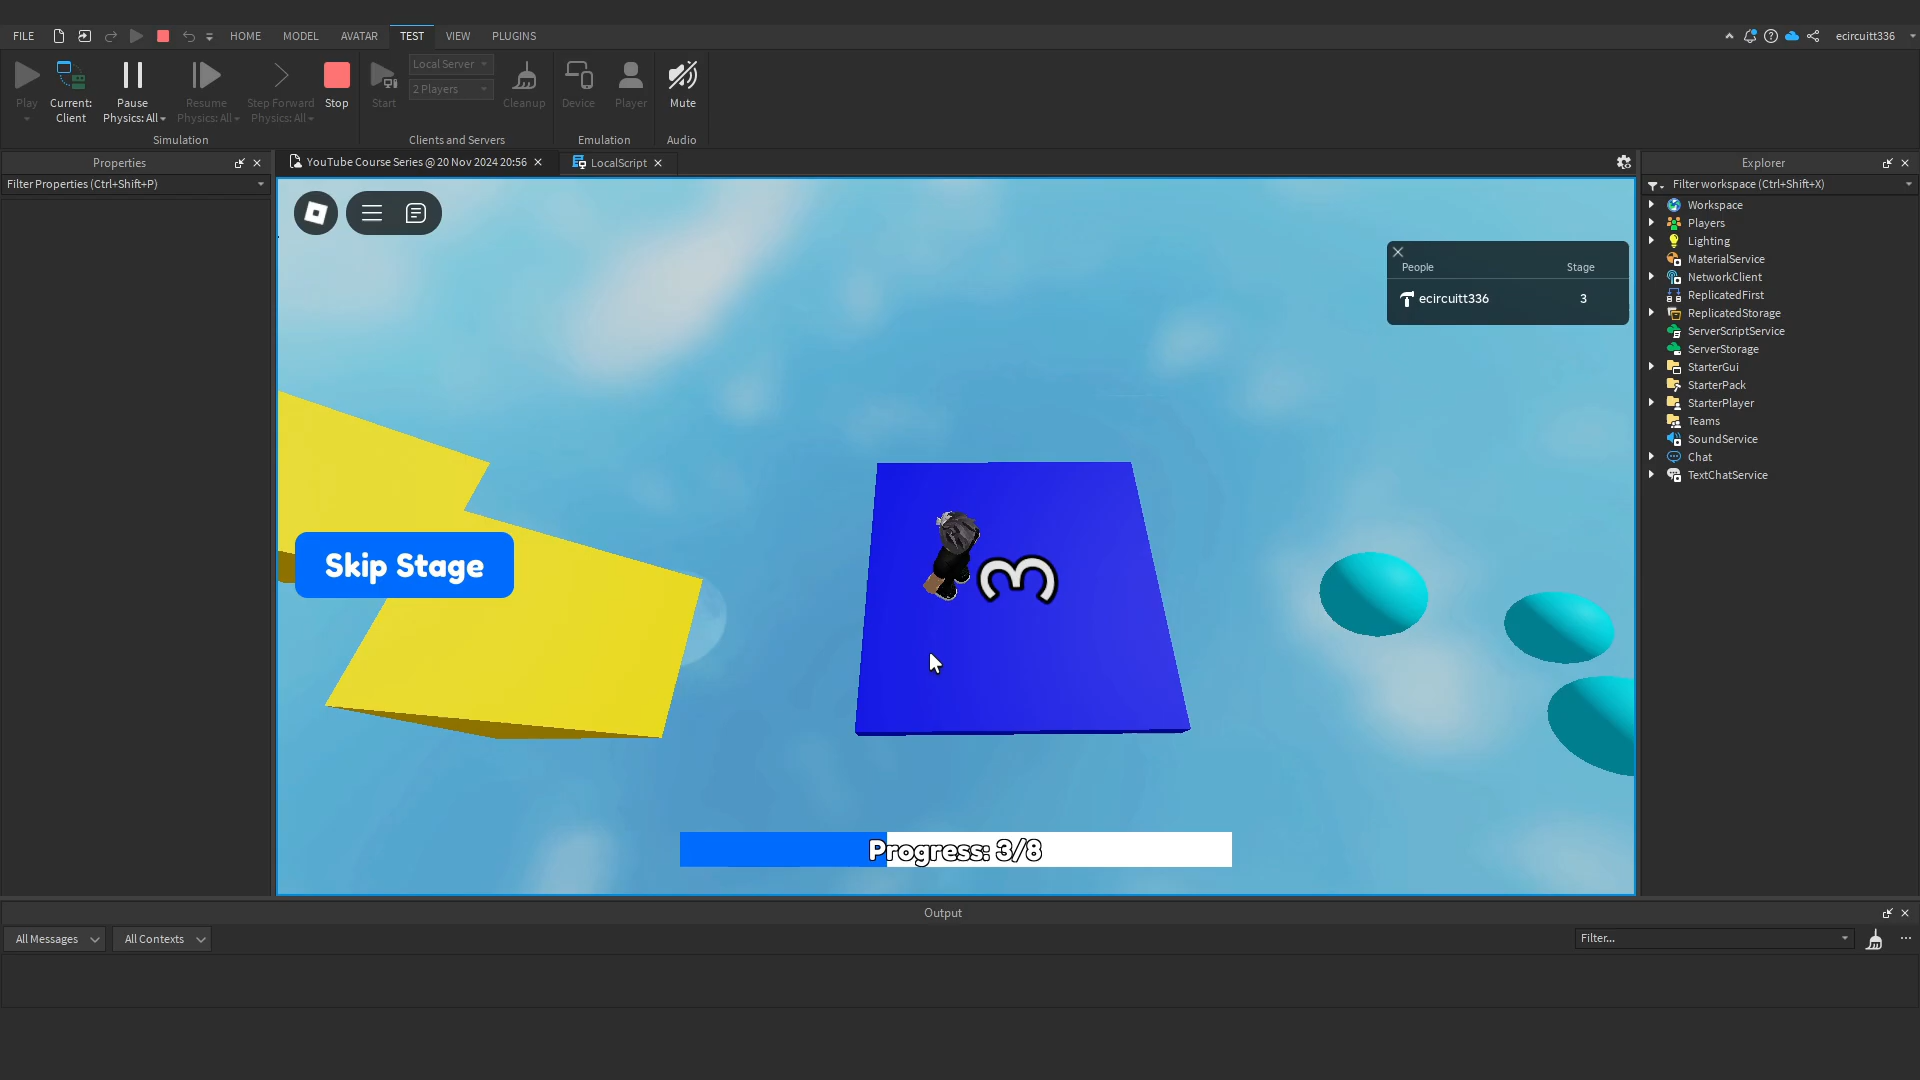 FILE HOME MODEL AVATAR TEST VIEW PLUGINS ecircuitt336
Play Current: Client Pause Physics: All Resume Physics: All Step Forward Physics: All Stop Start Local Server 2 Players Cleanup Device Player Mute
Simulation Clients and Servers Emulation Audio
Properties
YouTube Course Series @ 20 Nov 2024 20:56
LocalScript
Explorer
Filter Properties (Ctrl+Shift+P)
Filter workspace (Ctrl+Shift+X)
Workspace
Players
Lighting
MaterialService
NetworkClient
ReplicatedFirst
ReplicatedStorage
ServerScriptService
ServerStorage
StarterGui
StarterPack
StarterPlayer
Teams
SoundService
Chat
TextChatService
People Stage
ecircuitt336 3
Skip Stage
3
Progress: 3/8
Output
All Messages All Contexts Filter...